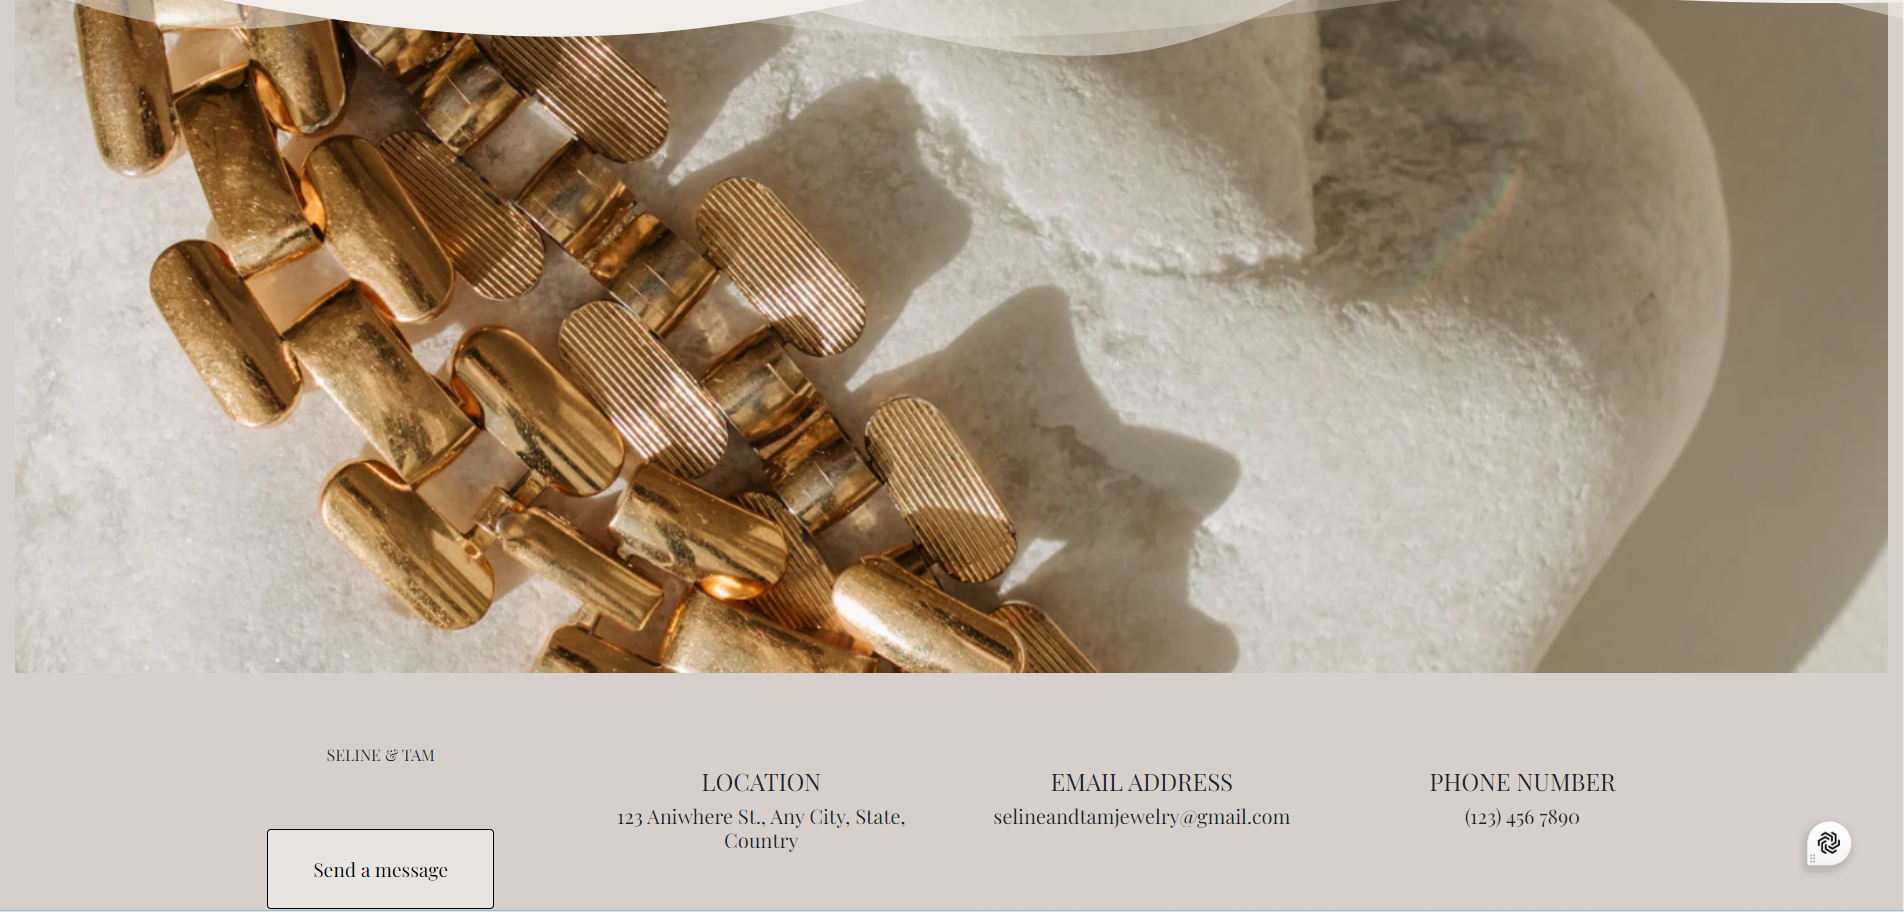 SELINE & TAM
Send a message
LOCATION
123 Aniwhere St., Any City, State,
Country
EMAIL ADDRESS
selineandtamjewelry@gmail.com
PHONE NUMBER
(123) 456 7890